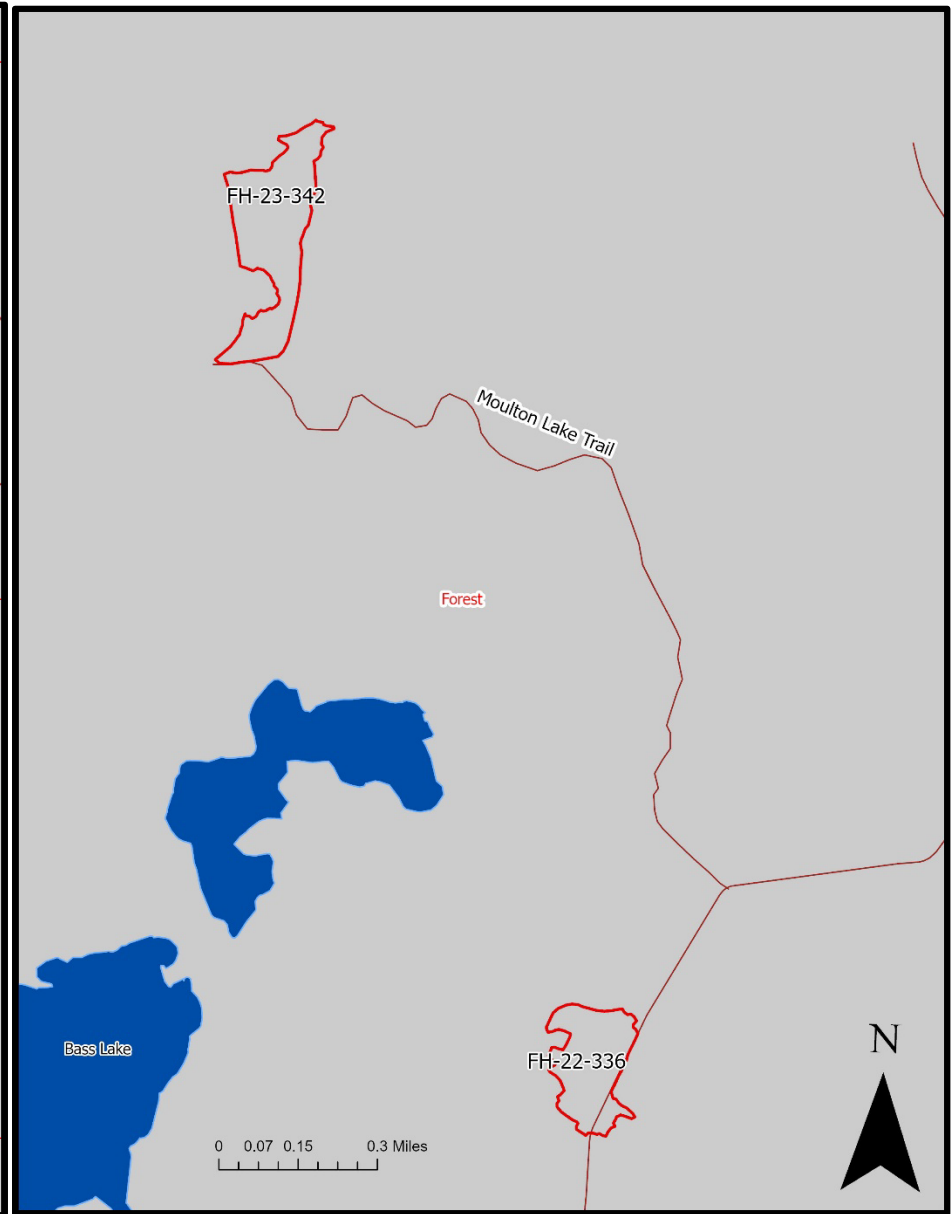 FH-23-342
Moulton Lake Trail
Forest
Bass Lake
FH-22-336
N
0 0.07 0.15 0.3 Miles